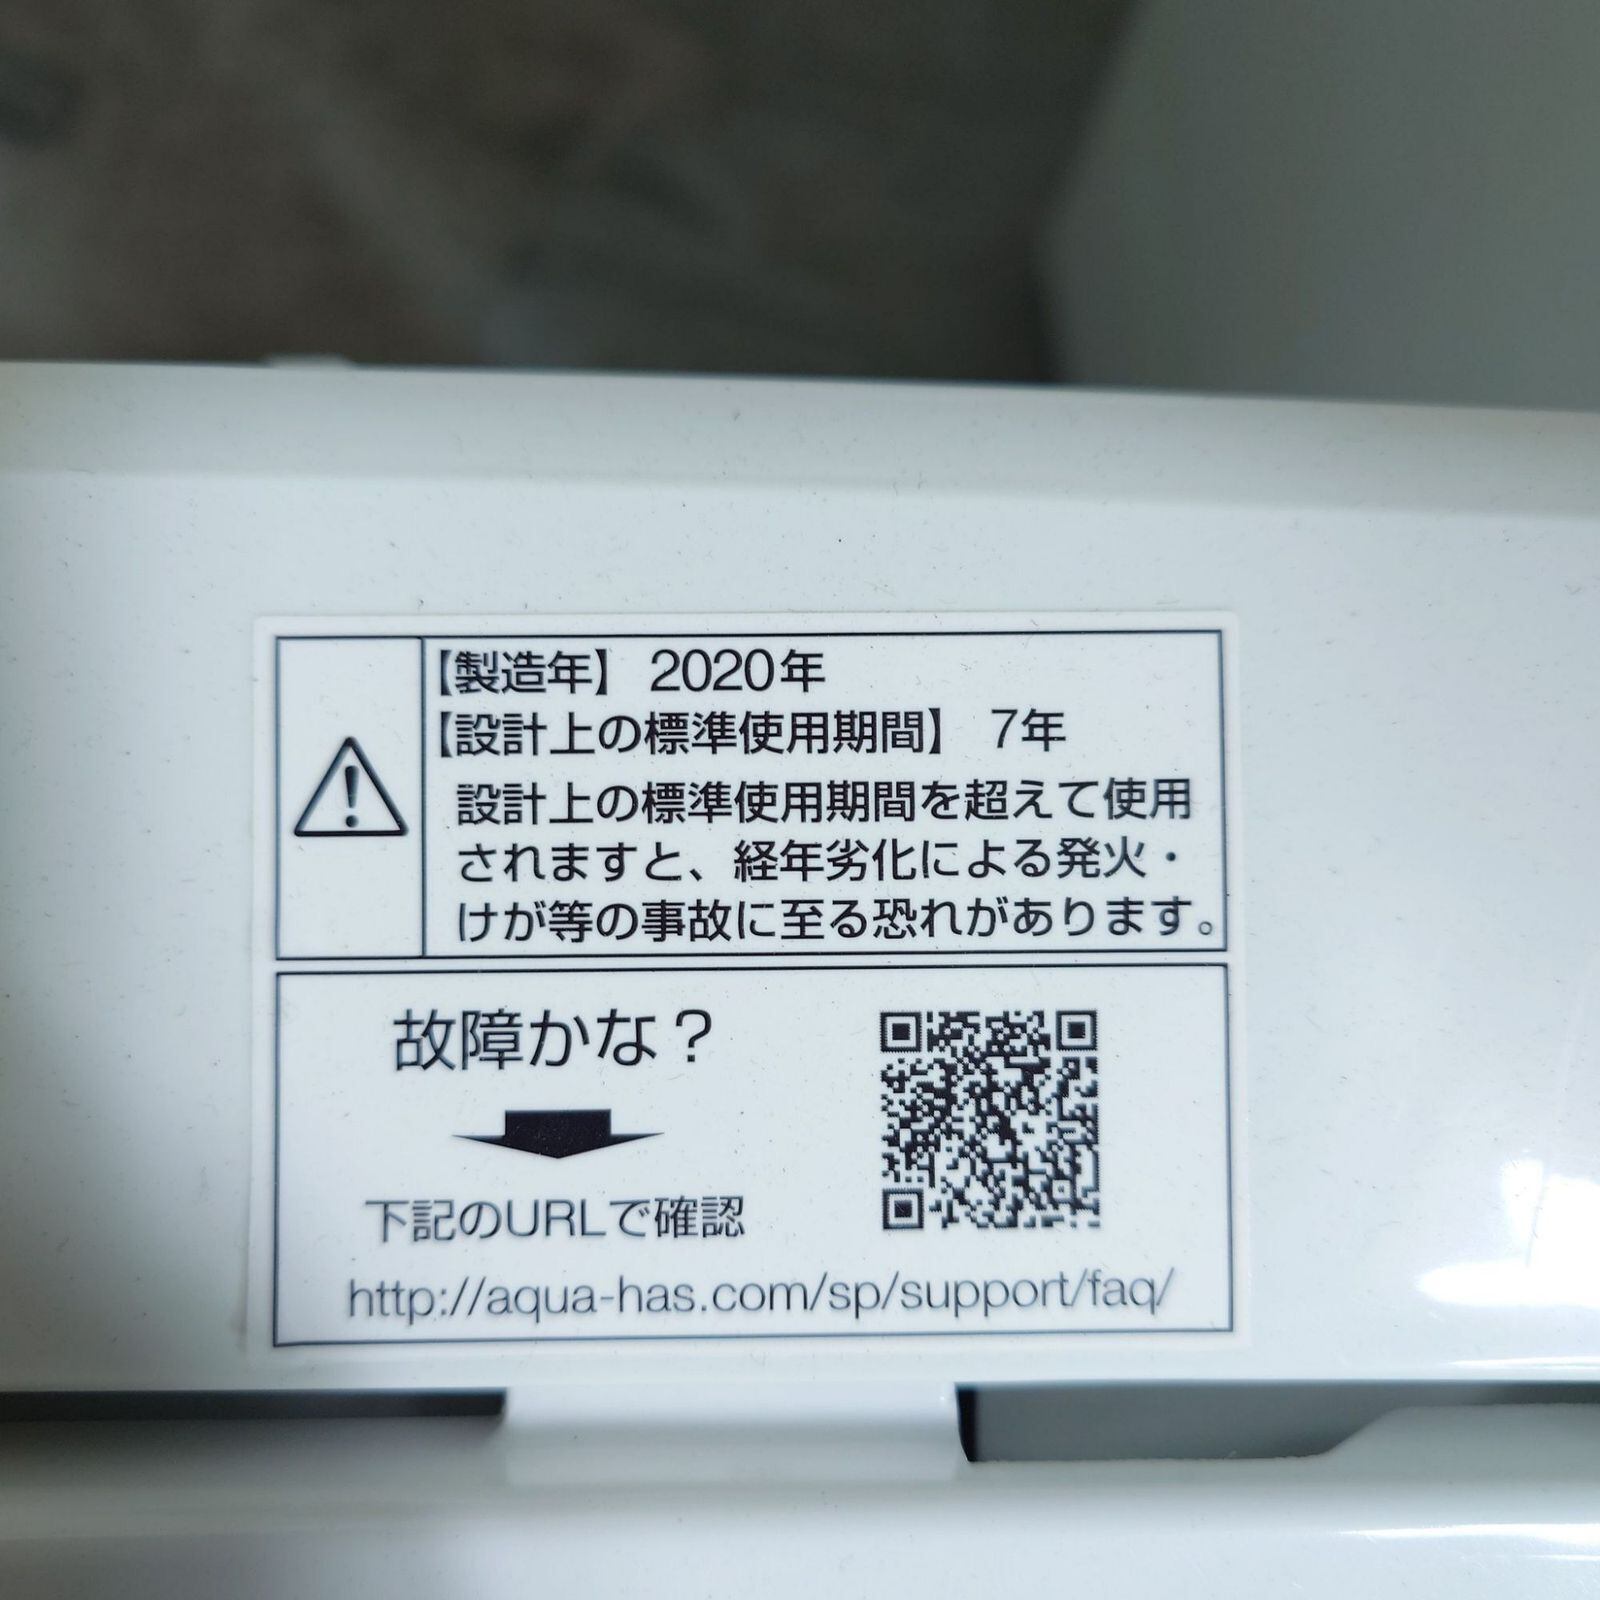 【製造年】 2020年
【設計上の標準使用期間】 7年
設計上の標準使用期間を超えて使用
されますと、経年劣化による発火・
けが等の事故に至る恐れがあります。
故障かな？
下記のURLで確認
http://aqua-has.com/sp/support/faq/